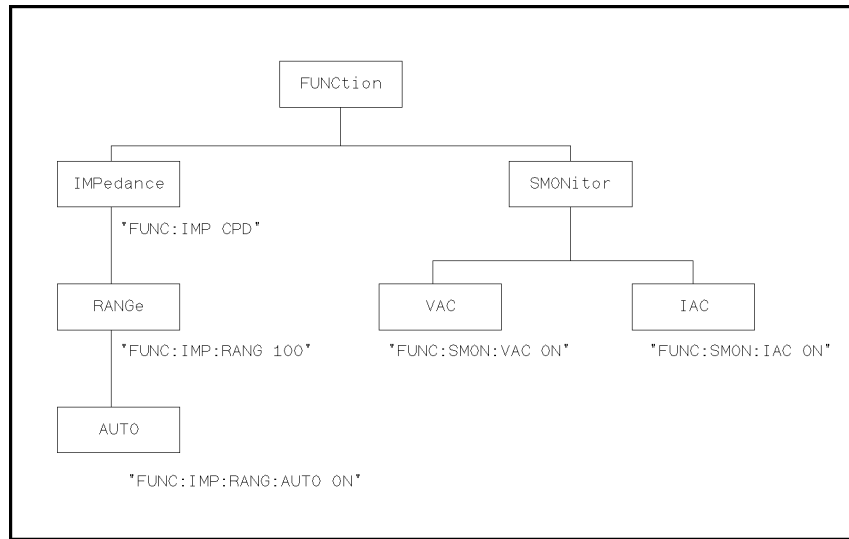 FUNCtion
IMPedance
SMONitor
"FUNC:IMP CPD"
RANGe
VAC
IAC
"FUNC:IMP:RANG 100"
"FUNC:SMON:VAC ON"
"FUNC:SMON:IAC ON"
AUTO
"FUNC:IMP:RANG:AUTO ON"